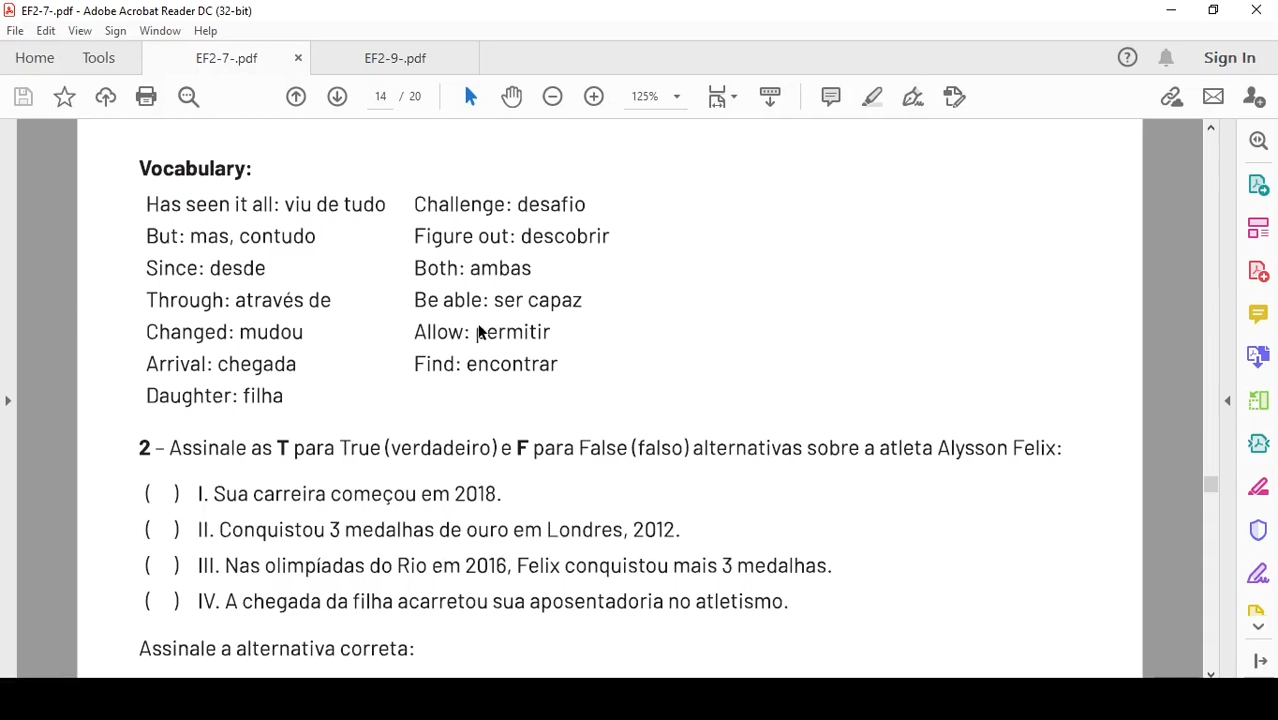 EF2-7-.pdf - Adobe Acrobat Reader DC (32-bit)
File Edit View Sign Window Help
Home Tools EF2-7-.pdf × EF2-9-.pdf Sign In
14 / 20 125%
Vocabulary:
Has seen it all: viu de tudo Challenge: desafio
But: mas, contudo Figure out: descobrir
Since: desde Both: ambas
Through: através de Be able: ser capaz
Changed: mudou Allow: permitir
Arrival: chegada Find: encontrar
Daughter: filha
2 – Assinale as T para True (verdadeiro) e F para False (falso) alternativas sobre a atleta Alysson Felix:
( ) I. Sua carreira começou em 2018.
( ) II. Conquistou 3 medalhas de ouro em Londres, 2012.
( ) III. Nas olimpíadas do Rio em 2016, Felix conquistou mais 3 medalhas.
( ) IV. A chegada da filha acarretou sua aposentadoria no atletismo.
Assinale a alternativa correta: